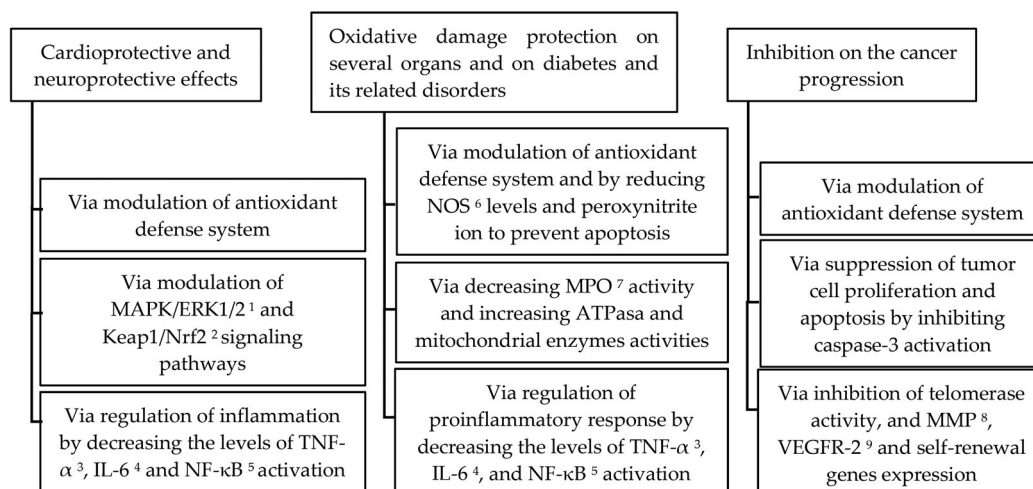 Cardioprotective and
neuroprotective effects
Via modulation of antioxidant
defense system
Via modulation of
MAPK/ERK1/2 ¹ and
Keap1/Nrf2 ² signaling
pathways
Via regulation of inflammation
by decreasing the levels of TNF-
α ³, IL-6 ⁴ and NF-κB ⁵ activation
Oxidative damage protection on
several organs and on diabetes and
its related disorders
Via modulation of antioxidant
defense system and by reducing
NOS ⁶ levels and peroxynitrite
ion to prevent apoptosis
Via decreasing MPO ⁷ activity
and increasing ATPasa and
mitochondrial enzymes activities
Via regulation of
proinflammatory response by
decreasing the levels of TNF-α ³,
IL-6 ⁴, and NF-κB ⁵ activation
Inhibition on the cancer
progression
Via modulation of
antioxidant defense system
Via suppression of tumor
cell proliferation and
apoptosis by inhibiting
caspase-3 activation
Via inhibition of telomerase
activity, and MMP ⁸,
VEGFR-2 ⁹ and self-renewal
genes expression